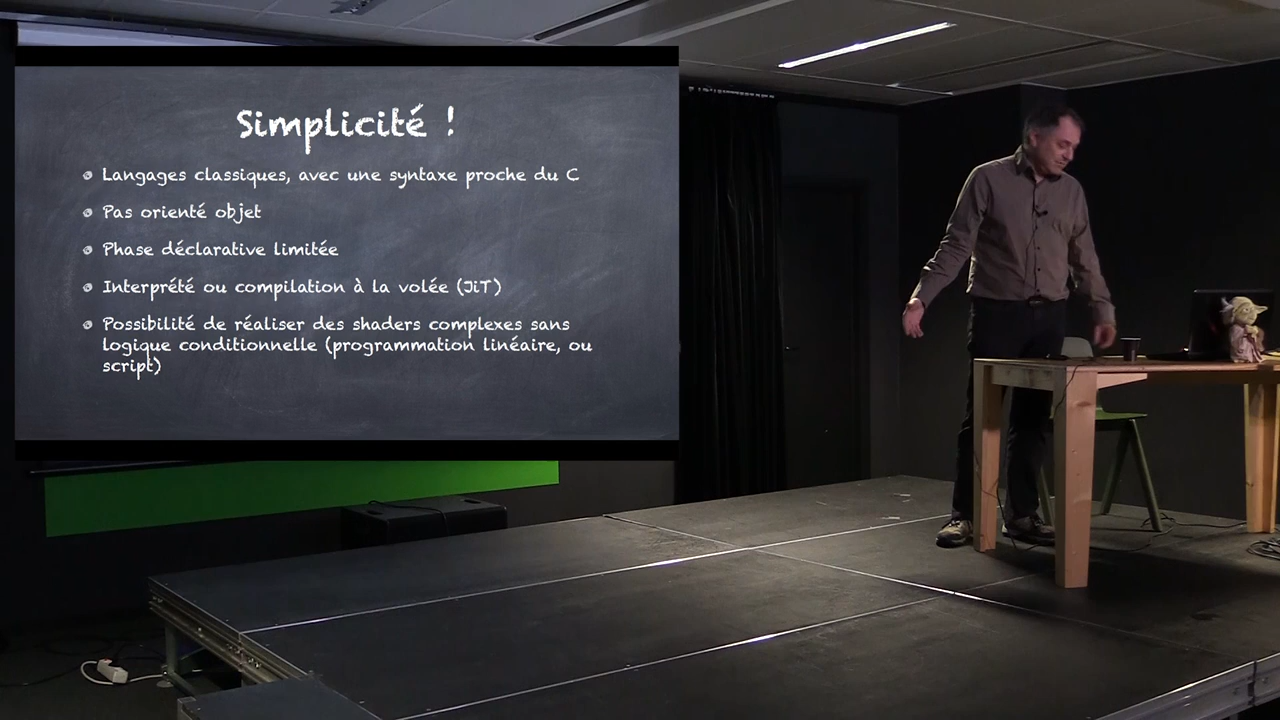 Simplicité !
Langages classiques, avec une syntaxe proche du C
Pas orienté objet
Phase déclarative limitée
Interprété ou compilation à la volée (JiT)
Possibilité de réaliser des shaders complexes sans
logique conditionnelle (programmation linéaire, ou
script)